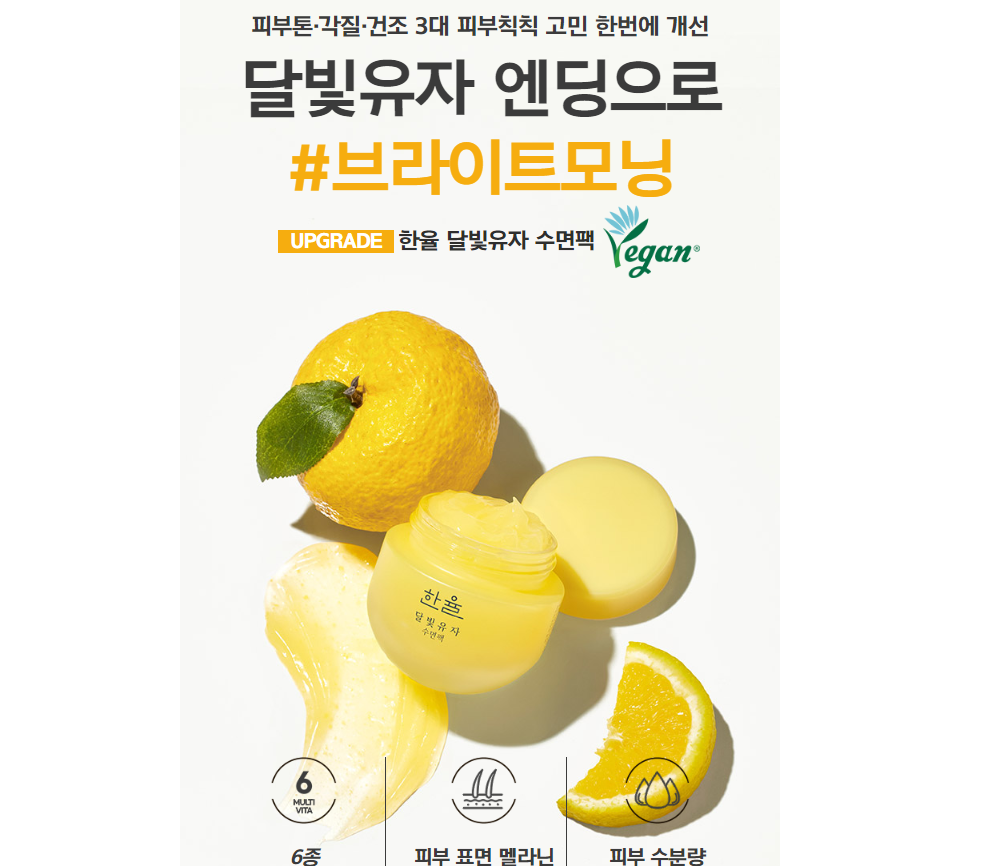 피부톤·각질·건조 3대 피부칙칙 고민 한번에 개선
달빛유자 엔딩으로
#브라이트모닝
UPGRADE 한율 달빛유자 수면팩 Vegan®
한율
달빛유자
수면팩
6
MULTI
VITA
6종
피부 표면 멜라닌
피부 수분량